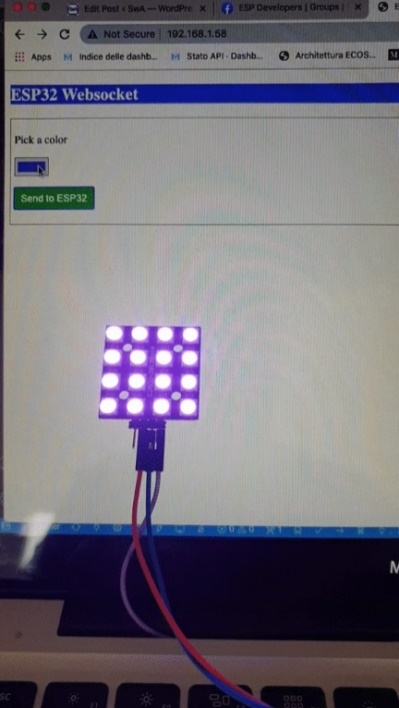 Edit Post ‹ SwA — WordPre
ESP Developers | Groups |
Not Secure | 192.168.1.58
Apps
Indice delle dashb...
Stato API - Dashb...
Architettura ECOS...
ESP32 Websocket
Pick a color
Send to ESP32